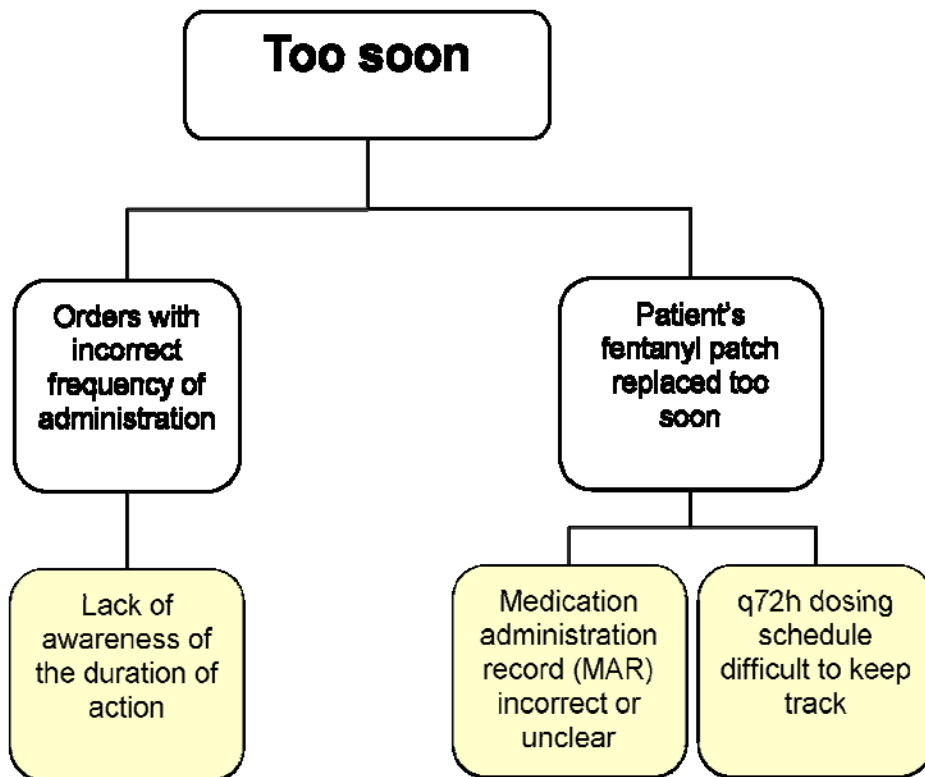 Too soon
Orders with
incorrect
frequency of
administration
Patient's
fentanyl patch
replaced too
soon
Lack of
awareness of
the duration of
action
Medication
administration
record (MAR)
incorrect or
unclear
q72h dosing
schedule
difficult to keep
track